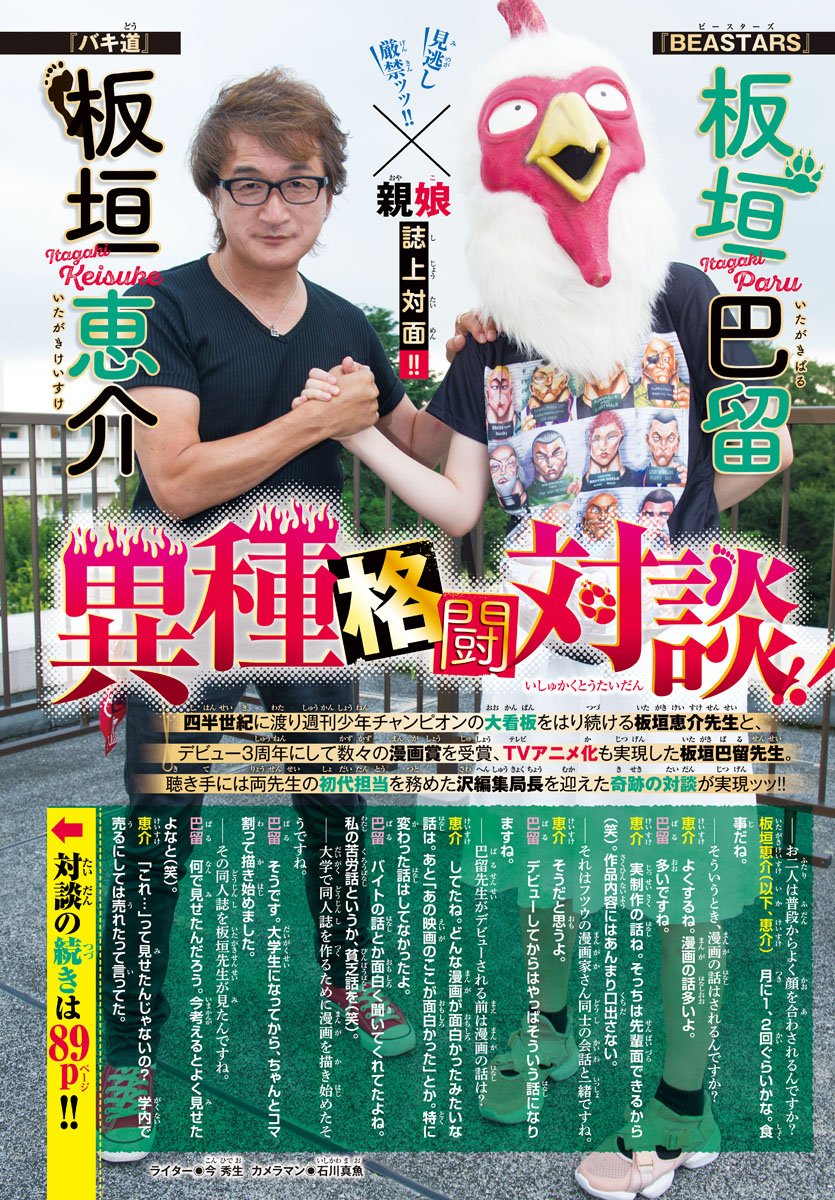 『BEASTARS』
ビースターズ
板垣巴留
Itagaki
Paru
いたがきぱる
見逃し
厳禁ッッ!!
×
親娘
誌上対面!!
『バキ道』
板垣恵介
Itagaki
Keisuke
いたがきけいすけ
異種格闘対談!!
いしゅかくとうたいだん
四半世紀に渡り週刊少年チャンピオンの大看板をはり続ける板垣恵介先生と、
デビュー3周年にして数々の漫画賞を受賞、TVアニメ化も実現した板垣巴留先生。
聴き手には両先生の初代担当を務めた沢編集局長を迎えた奇跡の対談が実現ッッ!!
──お二人は普段からよく顔を合わされるんですか?
板垣恵介(以下・恵介) 月に1、2回ぐらいかな。食
事だね。
──そういうとき、漫画の話はされるんですか?
恵介 よくするね。漫画の話多いよ。
巴留 多いですね。
恵介 実制作の話ね。そっちは先輩面できるから
(笑)。作品内容にはあんまり口出さない。
──それはフツウの漫画家さん同士の会話と一緒ですね。
恵介 そうだと思うよ。
巴留 デビューしてからはやっぱそういう話になり
ますね。
──巴留先生がデビューされる前は漫画の話は?
恵介 してたね。どんな漫画が面白かったみたいな
話は。あと「あの映画のここが面白かった」とか。特に
変わった話はしてなかったよ。
巴留 バイトの話とか面白く聞いてくれてたよね。
私の苦労話というか、貧乏話を(笑)。
──大学で同人誌を作るために漫画を描き始めたそ
うですね。
巴留 そうです。大学生になってから、ちゃんとコマ
割って描き始めました。
──その同人誌を板垣先生が見たんですね。
巴留 何で見せたんだろう。今考えるとよく見せた
よなと(笑)。
恵介 「これ…」って見せたんじゃないの? 学内で
売るにしては売れたって言ってた。
←対談の続きは89p!!
ライター●今 秀生 カメラマン●石川真魚